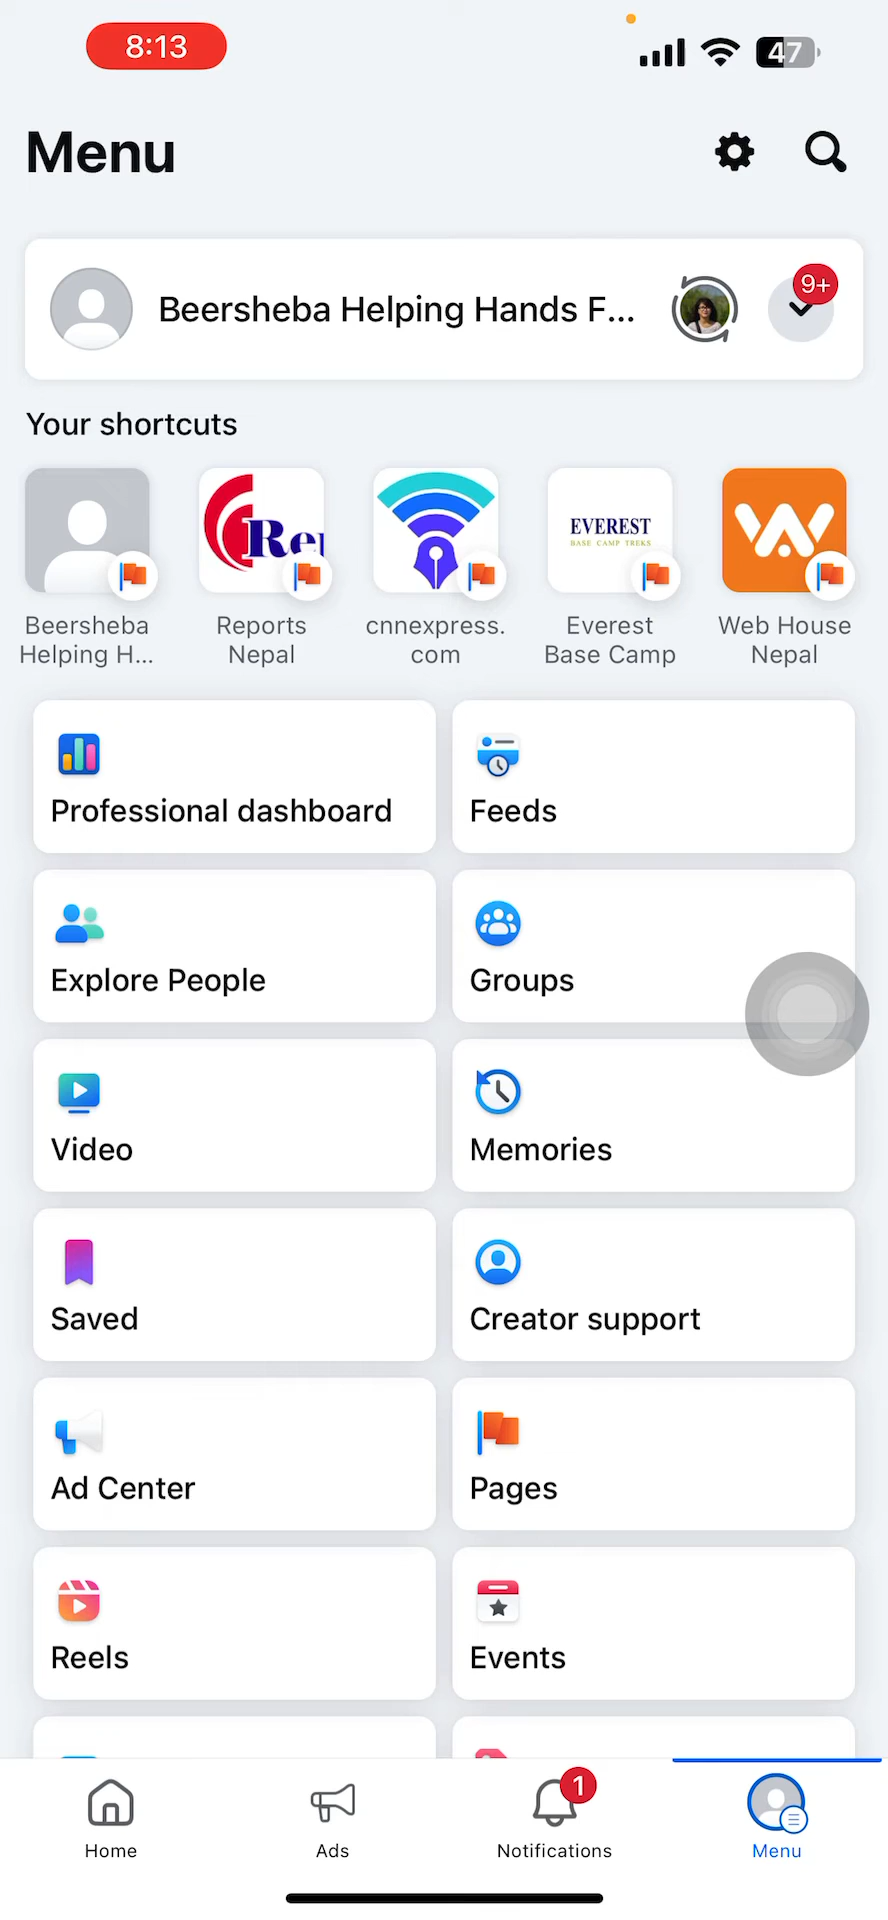 8:13
47
Menu
Beersheba Helping Hands F...
9+
Your shortcuts
EVEREST
BASE CAMP TREKS
Beersheba
Helping H...
Reports
Nepal
cnnexpress.
com
Everest
Base Camp
Web House
Nepal
Professional dashboard
Feeds
Explore People
Groups
Video
Memories
Saved
Creator support
Ad Center
Pages
Reels
Events
1
Home
Ads
Notifications
Menu